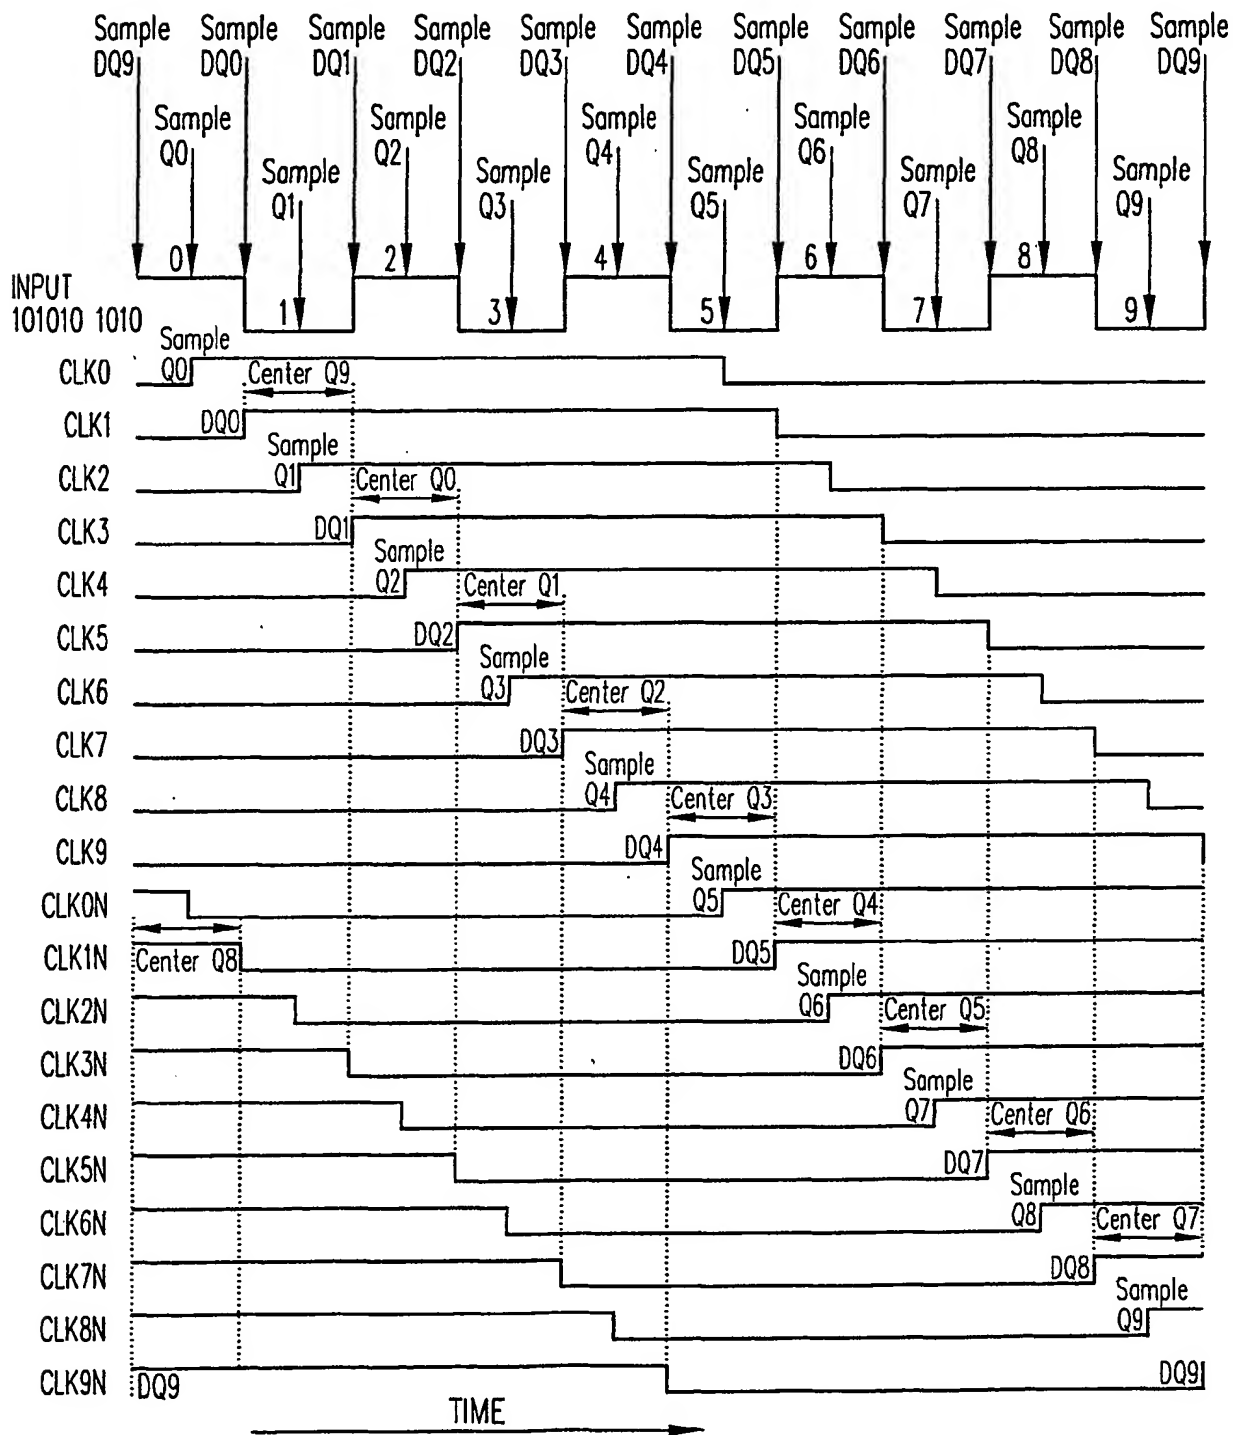 Sample Sample Sample Sample Sample Sample Sample Sample Sample Sample Sample
DQ9 DQ0 DQ1 DQ2 DQ3 DQ4 DQ5 DQ6 DQ7 DQ8 DQ9
Sample Sample Sample Sample Sample
Q0 Q2 Q4 Q6 Q8
Sample Sample Sample Sample Sample
Q1 Q3 Q5 Q7 Q9
0 2 4 6 8
INPUT
101010 1010
1 3 5 7 9
Sample
CLK0 Q0 Center Q9
CLK1 DQ0
Sample
CLK2 Q1 Center Q0
CLK3 DQ1
Sample
CLK4 Q2 Center Q1
CLK5 DQ2
Sample
CLK6 Q3 Center Q2
CLK7 DQ3
Sample
CLK8 Q4 Center Q3
CLK9 DQ4
Sample
CLK0N Q5 Center Q4
CLK1N Center Q8 DQ5
Sample
CLK2N Q6 Center Q5
CLK3N DQ6
Sample
CLK4N Q7 Center Q6
CLK5N DQ7
Sample
CLK6N Q8 Center Q7
CLK7N DQ8
Sample
CLK8N Q9
CLK9N DQ9 DQ9
TIME